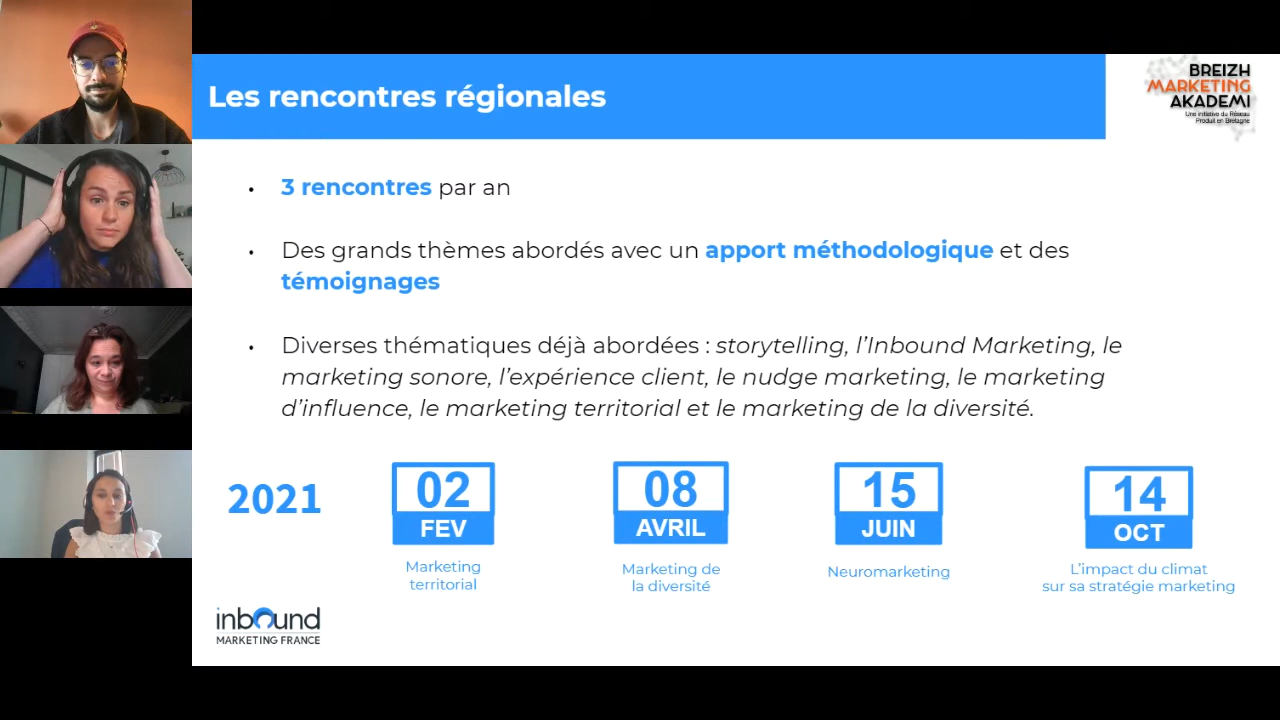 Les rencontres régionales
BREIZH
MARKETING
AKADEMI
Une initiative du Réseau
Produit en Bretagne
• 3 rencontres par an
• Des grands thèmes abordés avec un apport méthodologique et des
témoignages
• Diverses thématiques déjà abordées : storytelling, l’Inbound Marketing, le
marketing sonore, l’expérience client, le nudge marketing, le marketing
d’influence, le marketing territorial et le marketing de la diversité.
2021
02
FEV
Marketing
territorial
08
AVRIL
Marketing de
la diversité
15
JUIN
Neuromarketing
14
OCT
L’impact du climat
sur sa stratégie marketing
inbound
MARKETING FRANCE